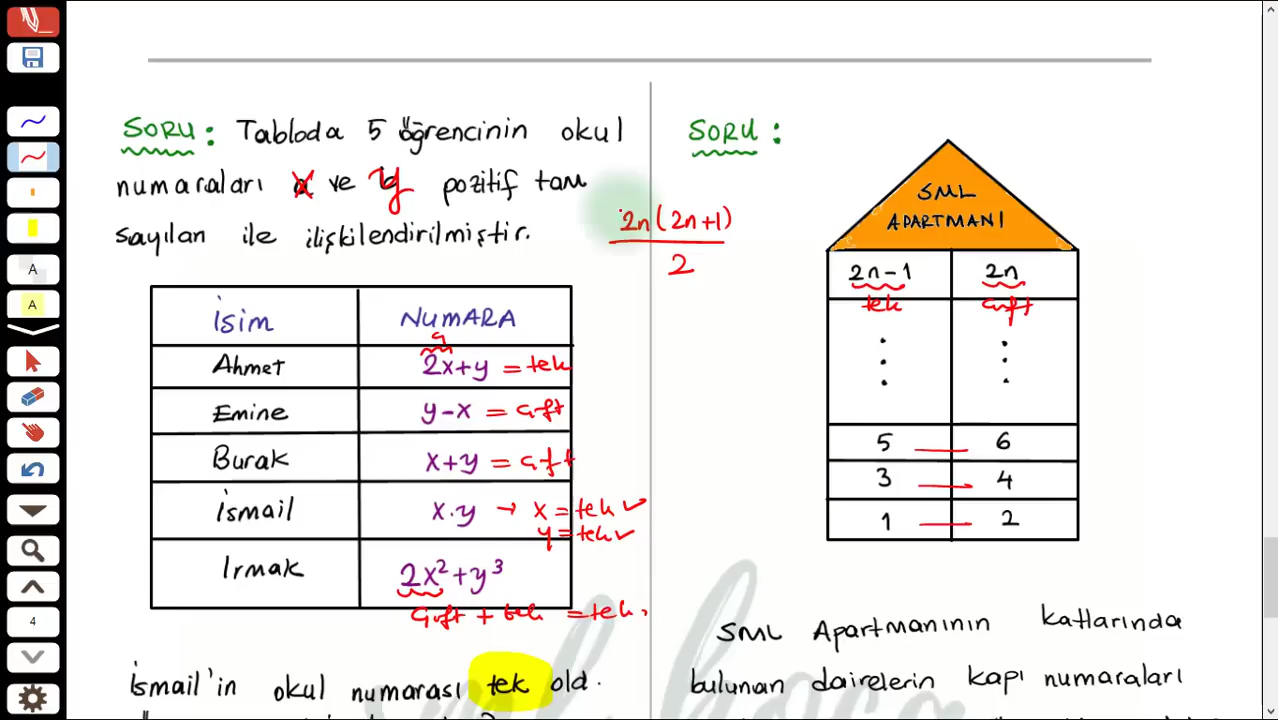 SORU: Tabloda 5 öğrencinin okul
numaraları x ve y pozitif tam
sayıları ile ilişkilendirilmiştir.
İsim NUMARA
Ahmet 2x+y = tek
Emine y-x = çift
Burak x+y = çift
İsmail x.y → x = tek ✓
y = tek ✓
Irmak 2x²+y³
çift + tek = tek
İsmail'in okul numarası tek old.
2n(2n+1)
2
SORU:
SML
APARTMANI
2n-1 2n
tek çift
5 6
3 4
1 2
SML Apartmanının katlarında
bulunan dairelerin kapı numaraları
A
A
4